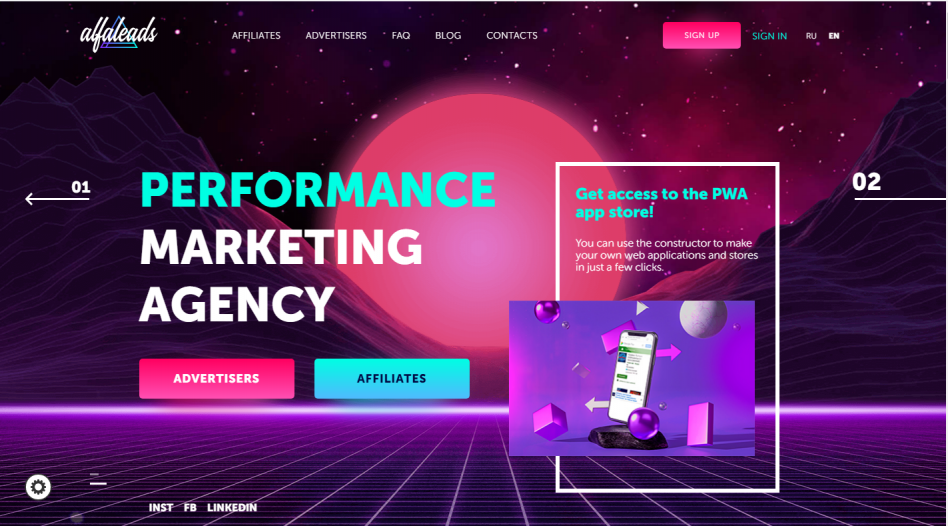 alfaleads
AFFILIATES ADVERTISERS FAQ BLOG CONTACTS
SIGN UP SIGN IN RU EN
01
02
PERFORMANCE
MARKETING
AGENCY
ADVERTISERS AFFILIATES
Get access to the PWA
app store!
You can use the constructor to make
your own web applications and stores
in just a few clicks.
INST FB LINKEDIN